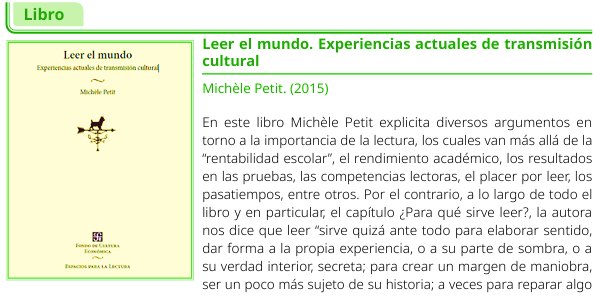 Libro
Leer el mundo
Experiencias actuales de transmisión cultural
Michèle Petit
FONDO DE CULTURA
ECONÓMICA
ESPACIOS PARA LA LECTURA
Leer el mundo. Experiencias actuales de transmisión
cultural
Michèle Petit. (2015)
En este libro Michèle Petit explicita diversos argumentos en
torno a la importancia de la lectura, los cuales van más allá de la
“rentabilidad escolar”, el rendimiento académico, los resultados
en las pruebas, las competencias lectoras, el placer por leer, los
pasatiempos, entre otros. Por el contrario, a lo largo de todo el
libro y en particular, el capítulo ¿Para qué sirve leer?, la autora
nos dice que leer “sirve quizá ante todo para elaborar sentido,
dar forma a la propia experiencia, o a su parte de sombra, o a
su verdad interior, secreta; para crear un margen de maniobra,
ser un poco más sujeto de su historia; a veces para reparar algo